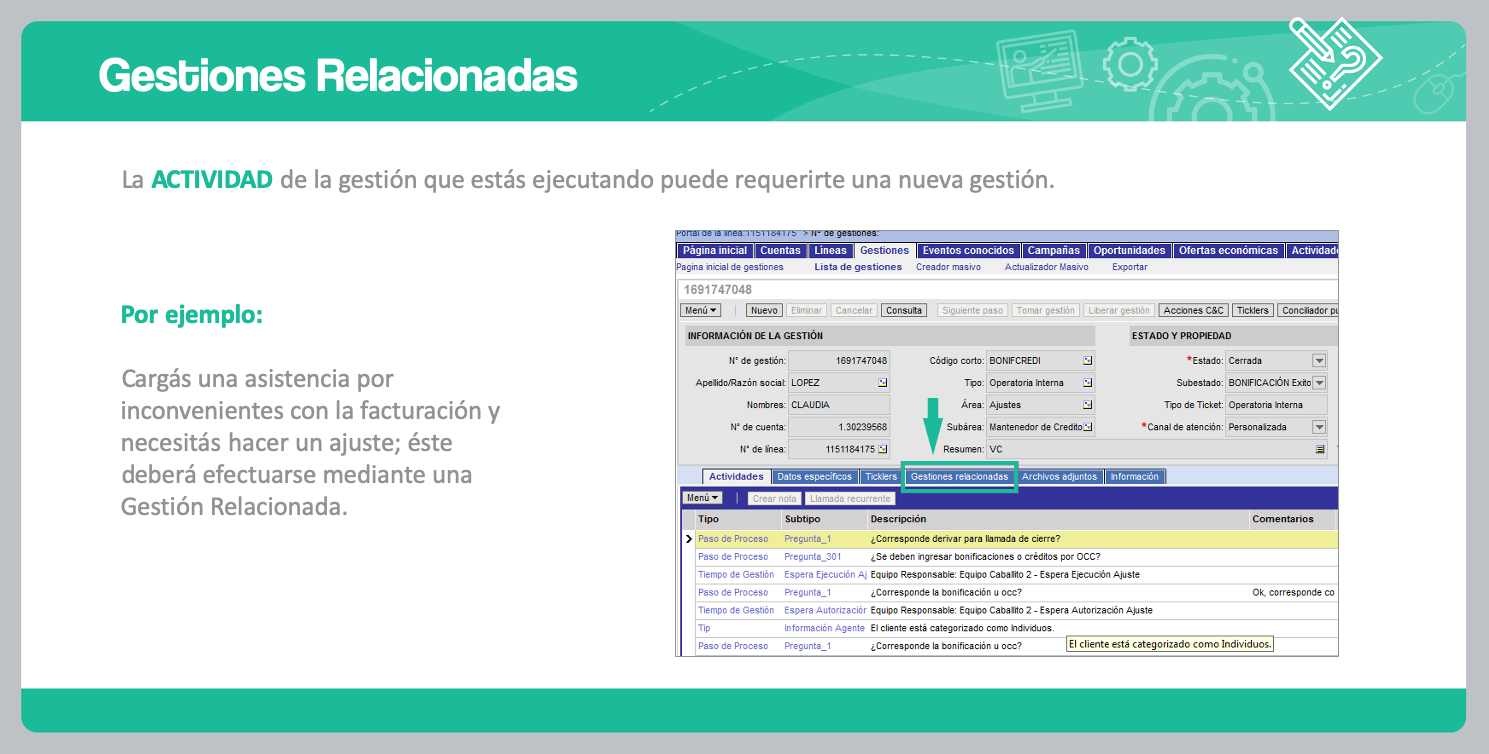 Gestiones Relacionadas
La ACTIVIDAD de la gestión que estás ejecutando puede requerirte una nueva gestión.
Por ejemplo:
Cargás una asistencia por
inconvenientes con la facturación y
necesitás hacer un ajuste; éste
deberá efectuarse mediante una
Gestión Relacionada.
Portal de la línea:1151184175 > N° de gestiones:
Página inicial Cuentas Líneas Gestiones Eventos conocidos Campañas Oportunidades Ofertas económicas Actividade
Pagina inicial de gestiones Lista de gestiones Creador masivo Actualizador Masivo Exportar
1691747048
Menú Nuevo Eliminar Cancelar Consulta Siguiente paso Tomar gestión Liberar gestión Acciones C&C Ticklers Conciliador pu
INFORMACIÓN DE LA GESTIÓN ESTADO Y PROPIEDAD
N° de gestión: 1691747048 Código corto: BONIFCREDI *Estado: Cerrada
Apellido/Razón social: LOPEZ Tipo: Operatoria Interna Subestado: BONIFICACIÓN Exito
Nombres: CLAUDIA Área: Ajustes Tipo de Ticket: Operatoria Interna
N° de cuenta: 1.30239568 Subárea: Mantenedor de Credito *Canal de atención: Personalizada
N° de línea: 1151184175 Resumen: VC
Actividades Datos específicos Ticklers Gestiones relacionadas Archivos adjuntos Información
Menú Crear nota Llamada recurrente
Tipo Subtipo Descripción Comentarios
Paso de Proceso Pregunta_1 ¿Corresponde derivar para llamada de cierre?
Paso de Proceso Pregunta_301 ¿Se deben ingresar bonificaciones o créditos por OCC?
Tiempo de Gestión Espera Ejecución Aj Equipo Responsable: Equipo Caballito 2 - Espera Ejecución Ajuste
Paso de Proceso Pregunta_1 ¿Corresponde la bonificación u occ? Ok, corresponde co
Tiempo de Gestión Espera Autorización Equipo Responsable: Equipo Caballito 2 - Espera Autorización Ajuste
Tip Información Agente El cliente está categorizado como Individuos.
Paso de Proceso Pregunta_1 ¿Corresponde la bonificación u occ? El cliente está categorizado como Individuos.